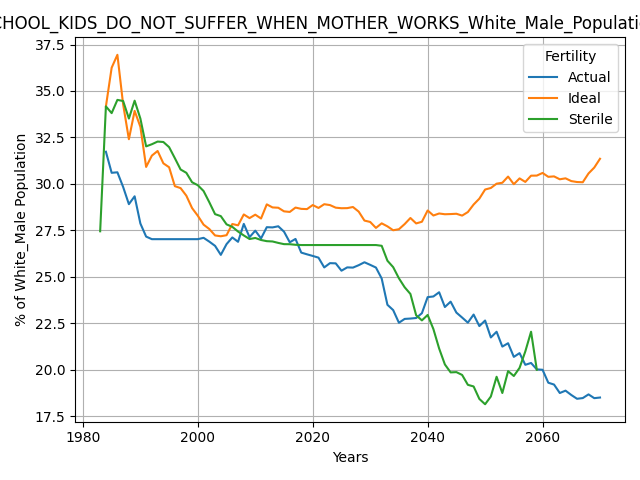 CHOOL_KIDS_DO_NOT_SUFFER_WHEN_MOTHER_WORKS_White_Male_Populati
37.5
35.0
32.5
30.0
27.5
25.0
22.5
20.0
17.5
% of White_Male Population
Fertility
Actual
Ideal
Sterile
1980
2000
2020
2040
2060
Years